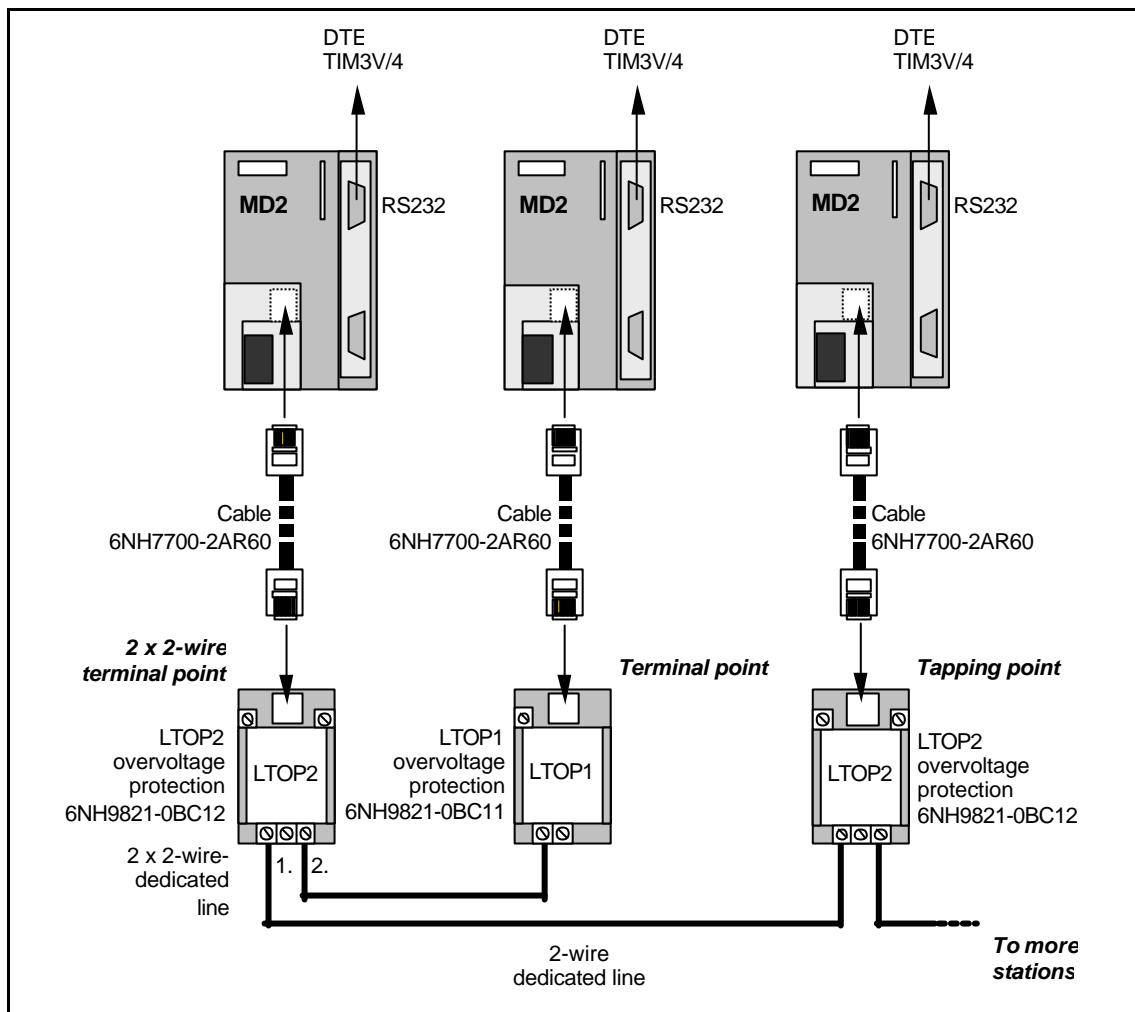 DTE
TIM3V/4
DTE
TIM3V/4
DTE
TIM3V/4
MD2
RS232
MD2
RS232
MD2
RS232
Cable
6NH7700-2AR60
Cable
6NH7700-2AR60
Cable
6NH7700-2AR60
2 x 2-wire
terminal point
Terminal point
Tapping point
LTOP2
overvoltage
protection
6NH9821-0BC12
LTOP2
LTOP1
overvoltage
protection
6NH9821-0BC11
LTOP1
LTOP2
LTOP2
overvoltage
protection
6NH9821-0BC12
2 x 2-wire-
dedicated
line
1.
2.
2-wire
dedicated line
To more
stations